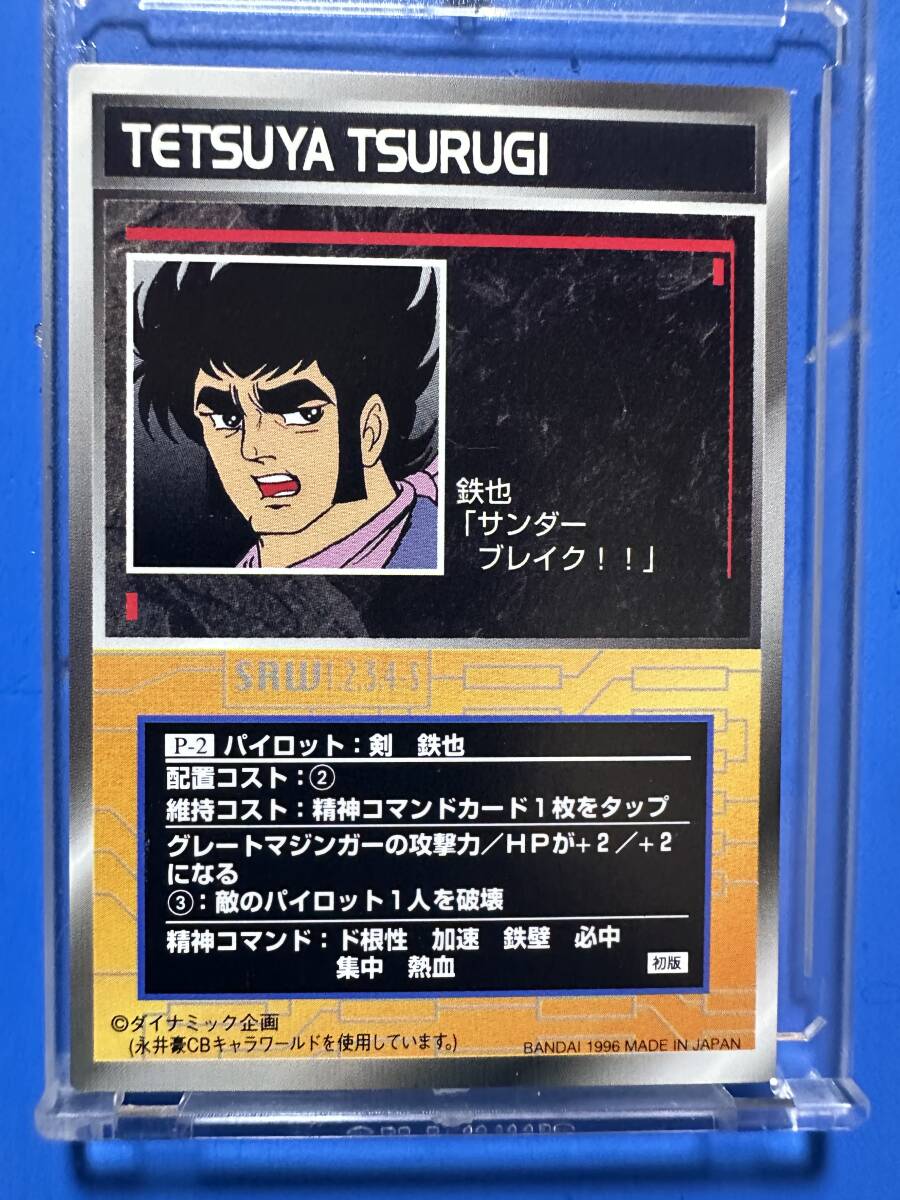 TETSUYA TSURUGI
鉄也
「サンダー
ブレイク！！」
SRW1.2,3,4-S
P-2 パイロット：剣 鉄也
配置コスト：②
維持コスト：精神コマンドカード１枚をタップ
グレートマジンガーの攻撃力／HPが+２／+２
になる
③：敵のパイロット１人を破壊
精神コマンド：ド根性 加速 鉄壁 必中
集中 熱血
初版
©ダイナミック企画
(永井豪CBキャラワールドを使用しています。)
BANDAI 1996 MADE IN JAPAN